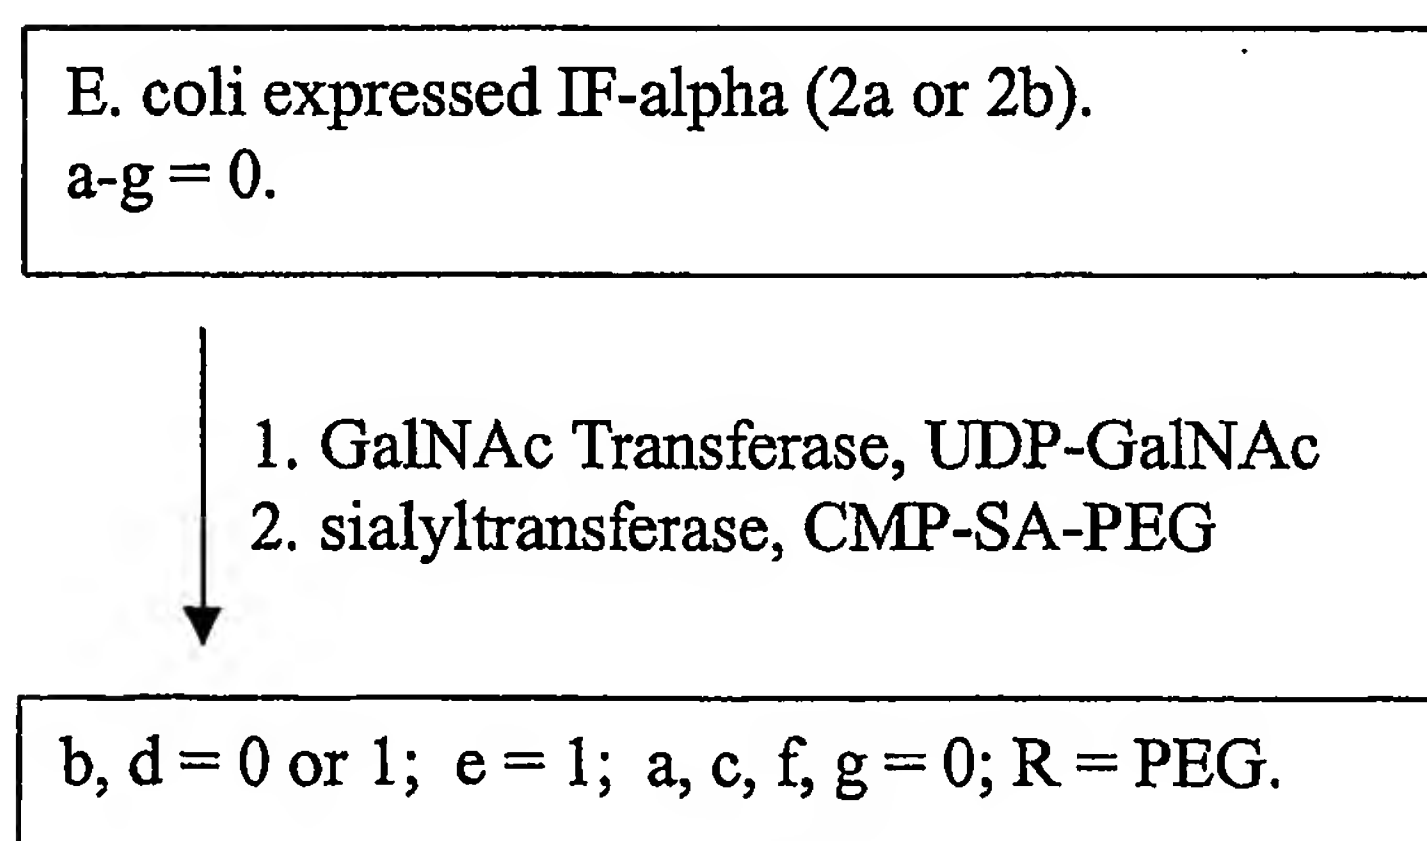 E. coli expressed IF-alpha (2a or 2b).
a-g = 0.
1. GalNAc Transferase, UDP-GalNAc
2. sialyltransferase, CMP-SA-PEG
b, d = 0 or 1; e = 1; a, c, f, g = 0; R = PEG.